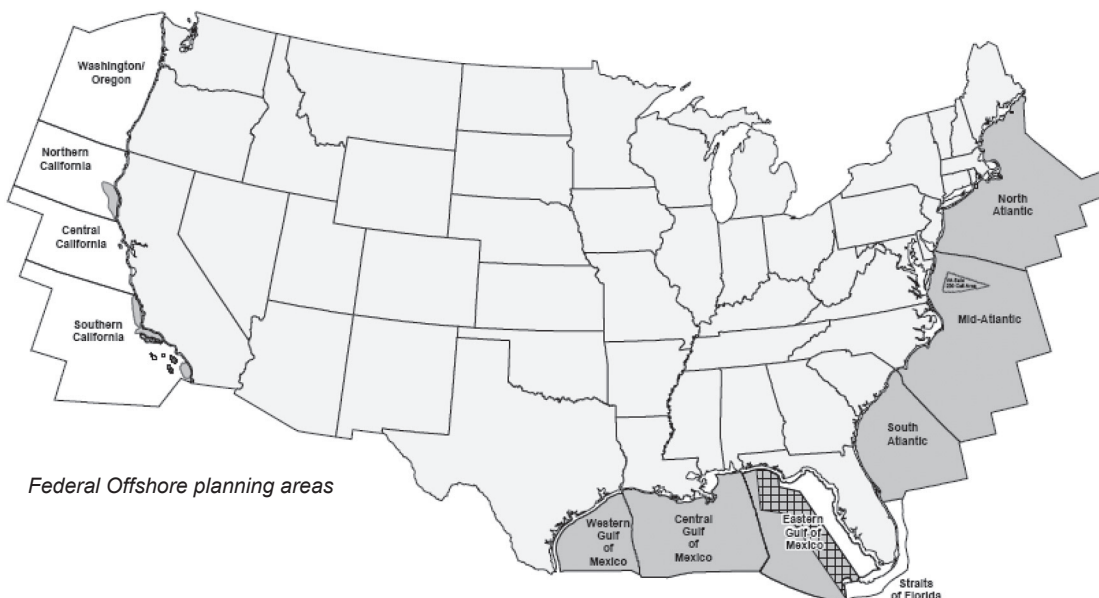 Washington/
Oregon
Northern
California
Central
California
Southern
California
North
Atlantic
Mid-Atlantic
South
Atlantic
Western
Gulf
of
Mexico
Central
Gulf
of
Mexico
Eastern
Gulf of
Mexico
Straits
of Florida
Federal Offshore planning areas